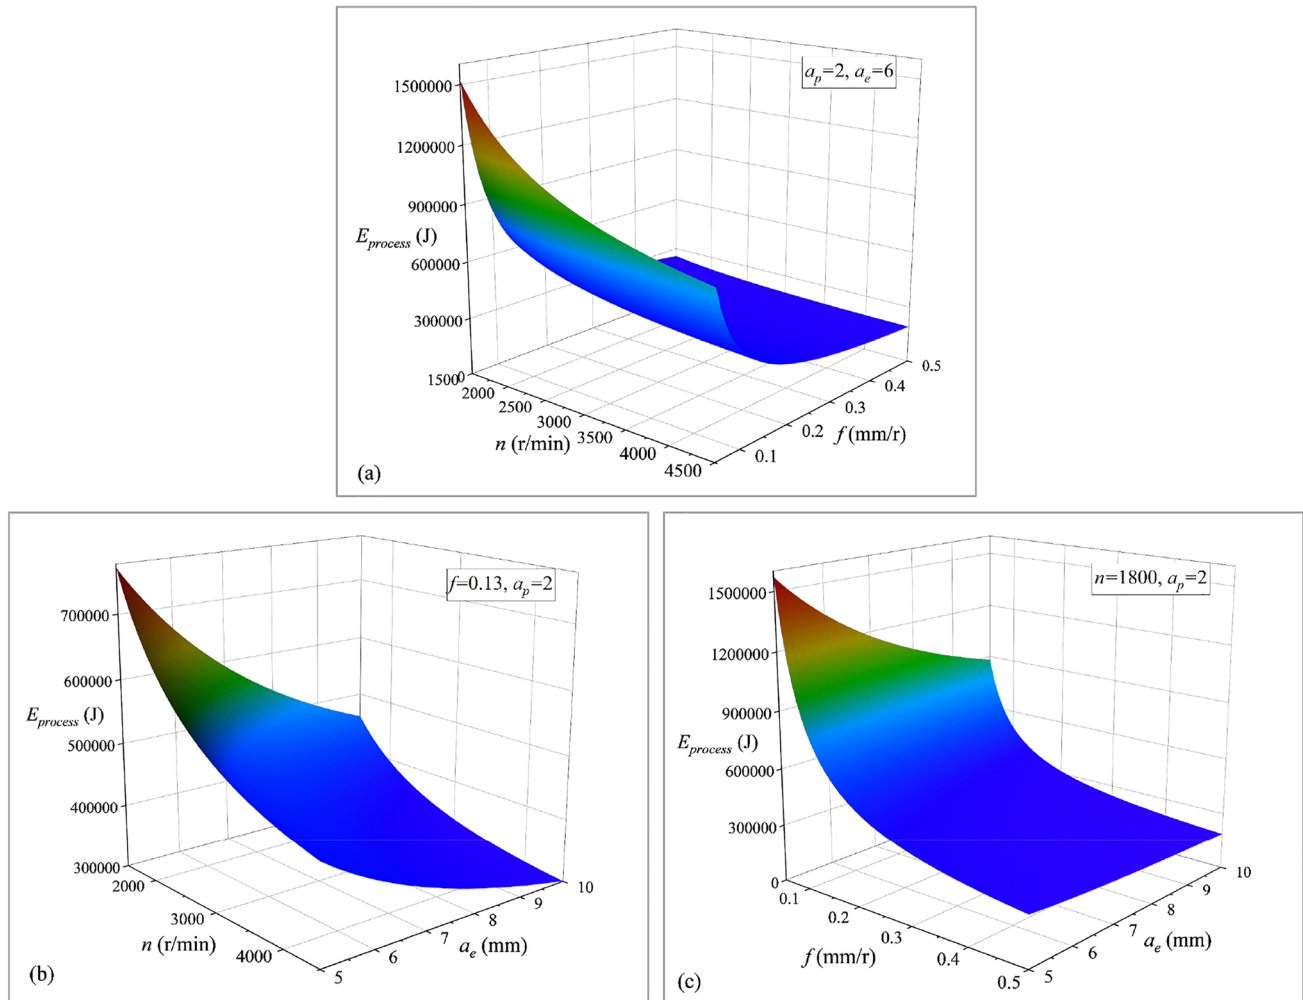 a_p=2, a_e=6
1500000
1200000
900000
E_process (J)
600000
300000
0
1500 2000 2500 3000 3500 4000 4500
n (r/min)
0.1 0.2 0.3 0.4 0.5
f (mm/r)
(a)
f=0.13, a_p=2
700000
600000
E_process (J)
500000
400000
300000
2000 3000 4000
n (r/min)
5 6 7 8 9 10
a_e (mm)
(b)
n=1800, a_p=2
1500000
1200000
900000
E_process (J)
600000
300000
0
0.1 0.2 0.3 0.4 0.5
f (mm/r)
5 6 7 8 9 10
a_e (mm)
(c)